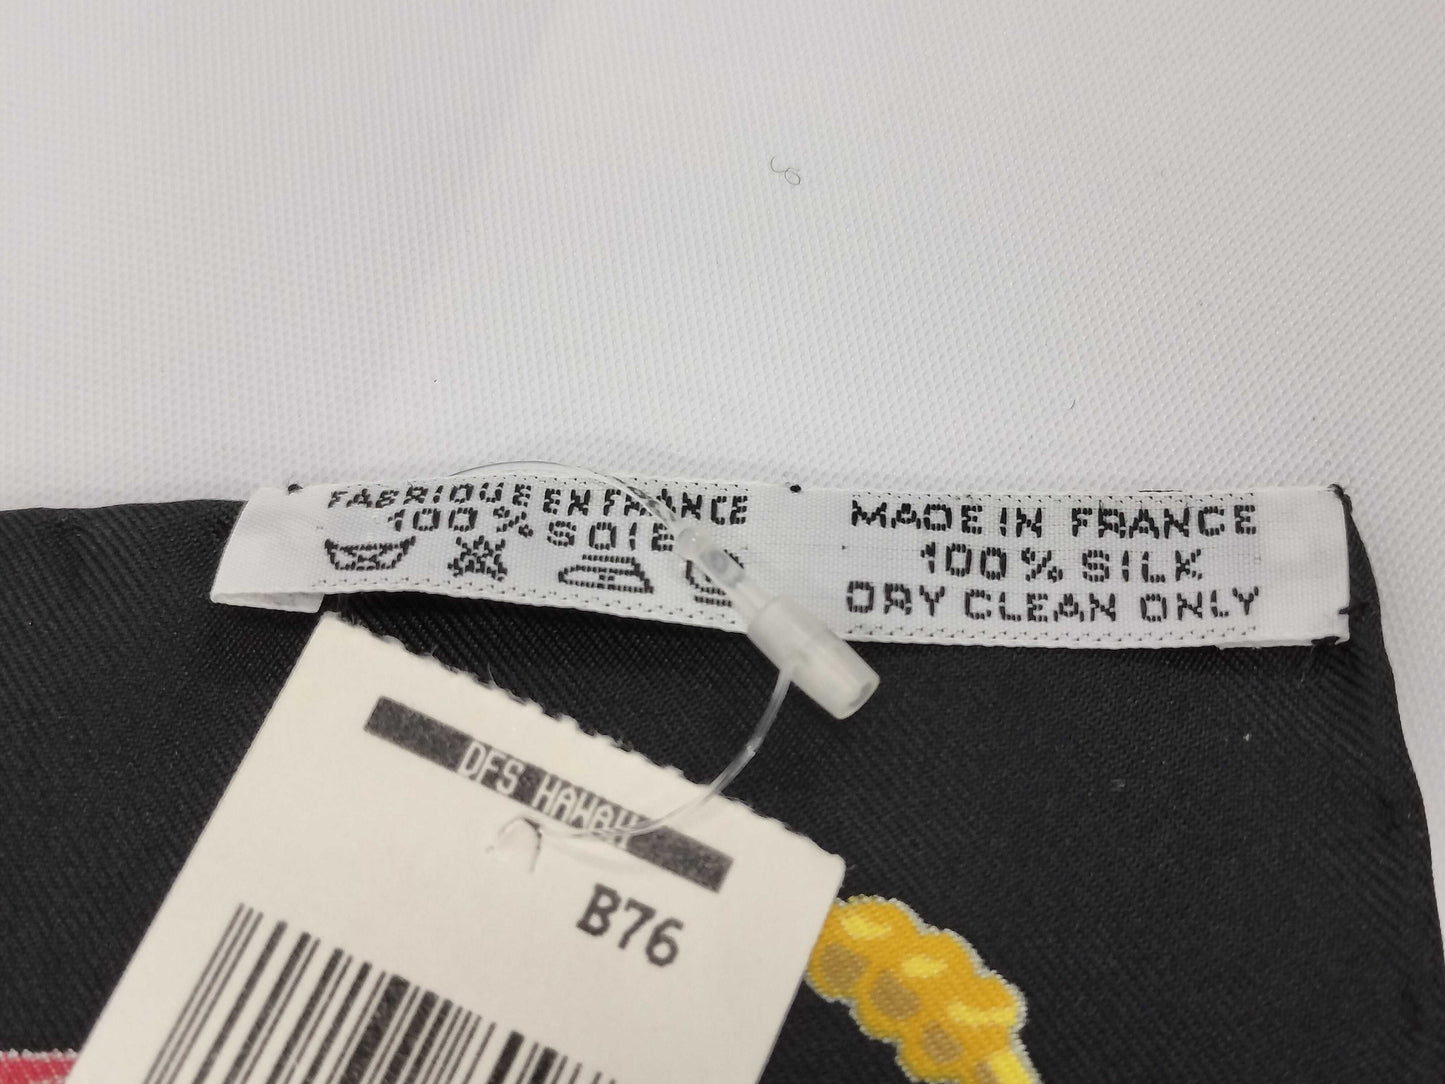 FABRIQUE EN FRANCE
100% SOIE
MADE IN FRANCE
100% SILK
DRY CLEAN ONLY
DFS HAWAII
B76